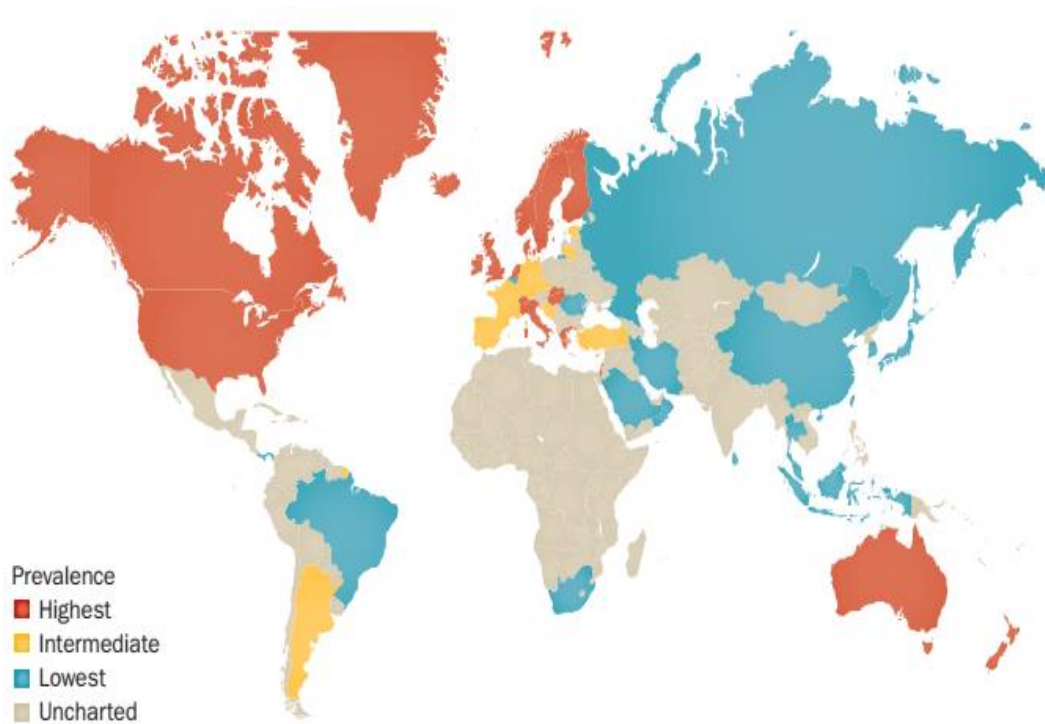 Prevalence
Highest
Intermediate
Lowest
Uncharted